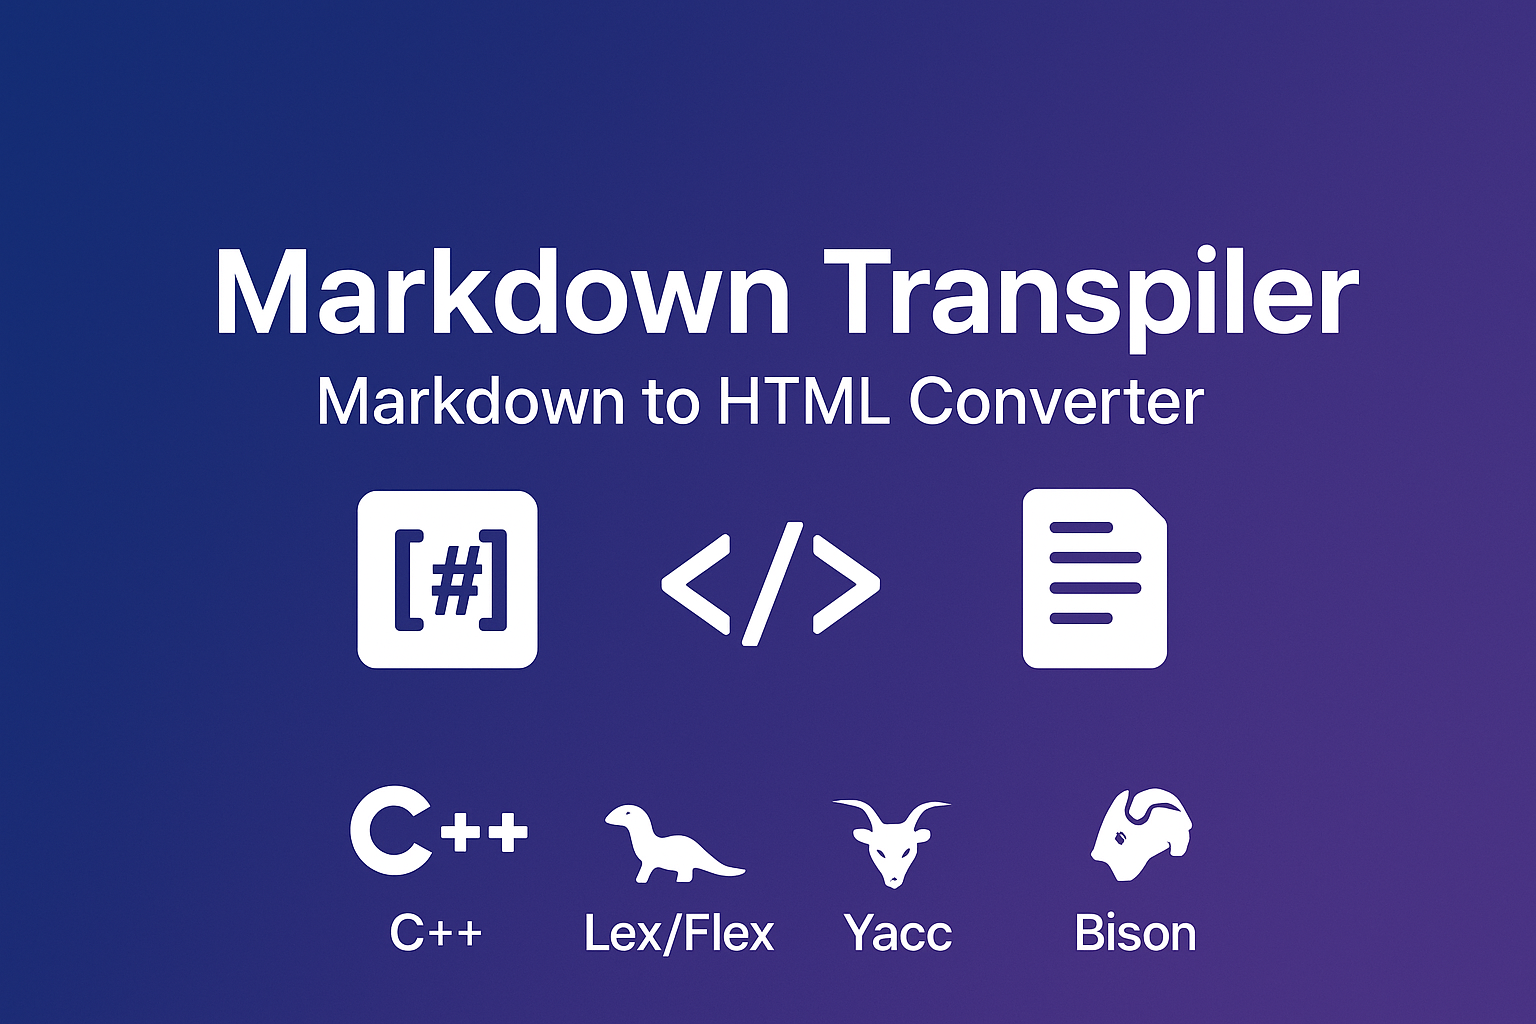 Markdown Transpiler
Markdown to HTML Converter
[#]
</>
C++
C++
Lex/Flex
Yacc
Bison